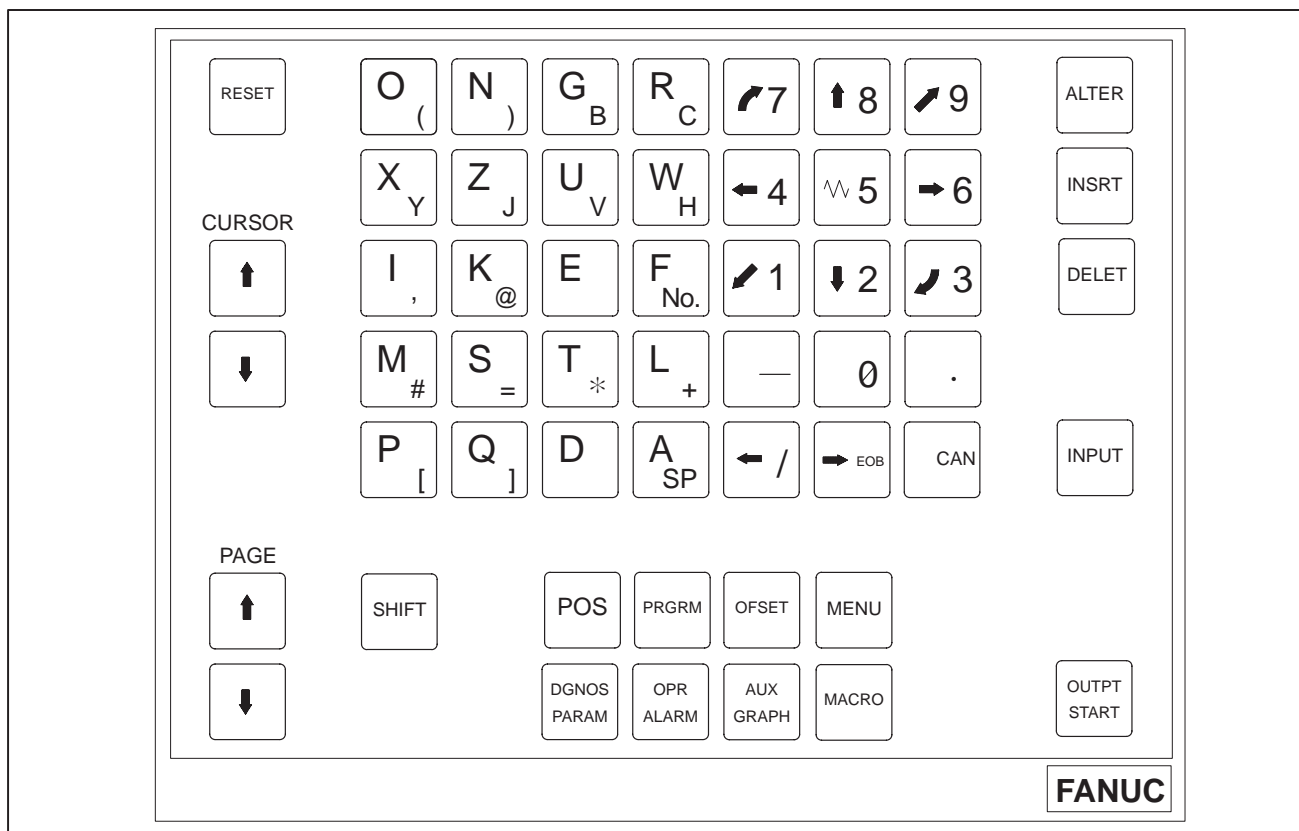 RESET O ( N ) G B R C 7 8 9 ALTER
X Y Z J U V W H 4 5 6 INSRT
CURSOR
I , K @ E F No. 1 2 3 DELET
M # S = T * L + — 0 .
P [ Q ] D A SP / EOB CAN INPUT
PAGE
SHIFT POS PRGRM OFSET MENU
DGNOS PARAM OPR ALARM AUX GRAPH MACRO OUTPT START
FANUC